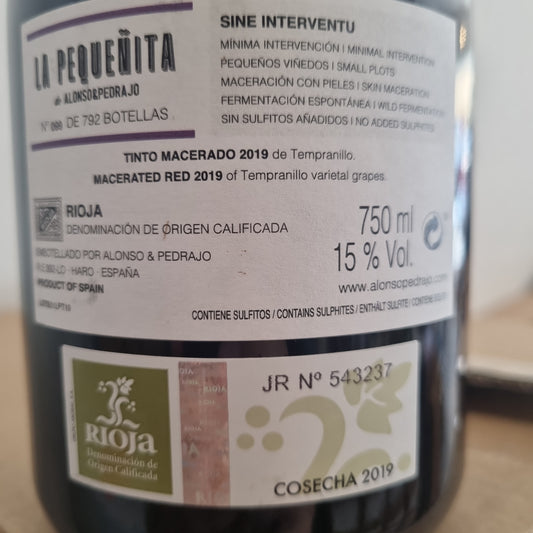 LA PEQUEÑITA
de ALONSO&PEDRAJO
Nº 099 DE 792 BOTELLAS
SINE INTERVENTU
MÍNIMA INTERVENCIÓN I MINIMAL INTERVENTION
PEQUEÑOS VIÑEDOS I SMALL PLOTS
MACERACIÓN CON PIELES I SKIN MACERATION
FERMENTACIÓN ESPONTÁNEA I WILD FERMENTATION
SIN SULFITOS AÑADIDOS I NO ADDED SULPHITES
TINTO MACERADO 2019 de Tempranillo.
MACERATED RED 2019 of Tempranillo varietal grapes.
RIOJA
DENOMINACIÓN DE ORIGEN CALIFICADA
750 ml
15 % Vol.
EMBOTELLADO POR ALONSO & PEDRAJO
HARO - ESPAÑA
PRODUCT OF SPAIN
www.alonsopedrajo.com
CONTIENE SULFITOS / CONTAINS SULPHITES / ENTHÄLT SULFITE / CONTIENE
RIOJA
Denominación de
Origen Calificada
JR Nº 543237
COSECHA 2019